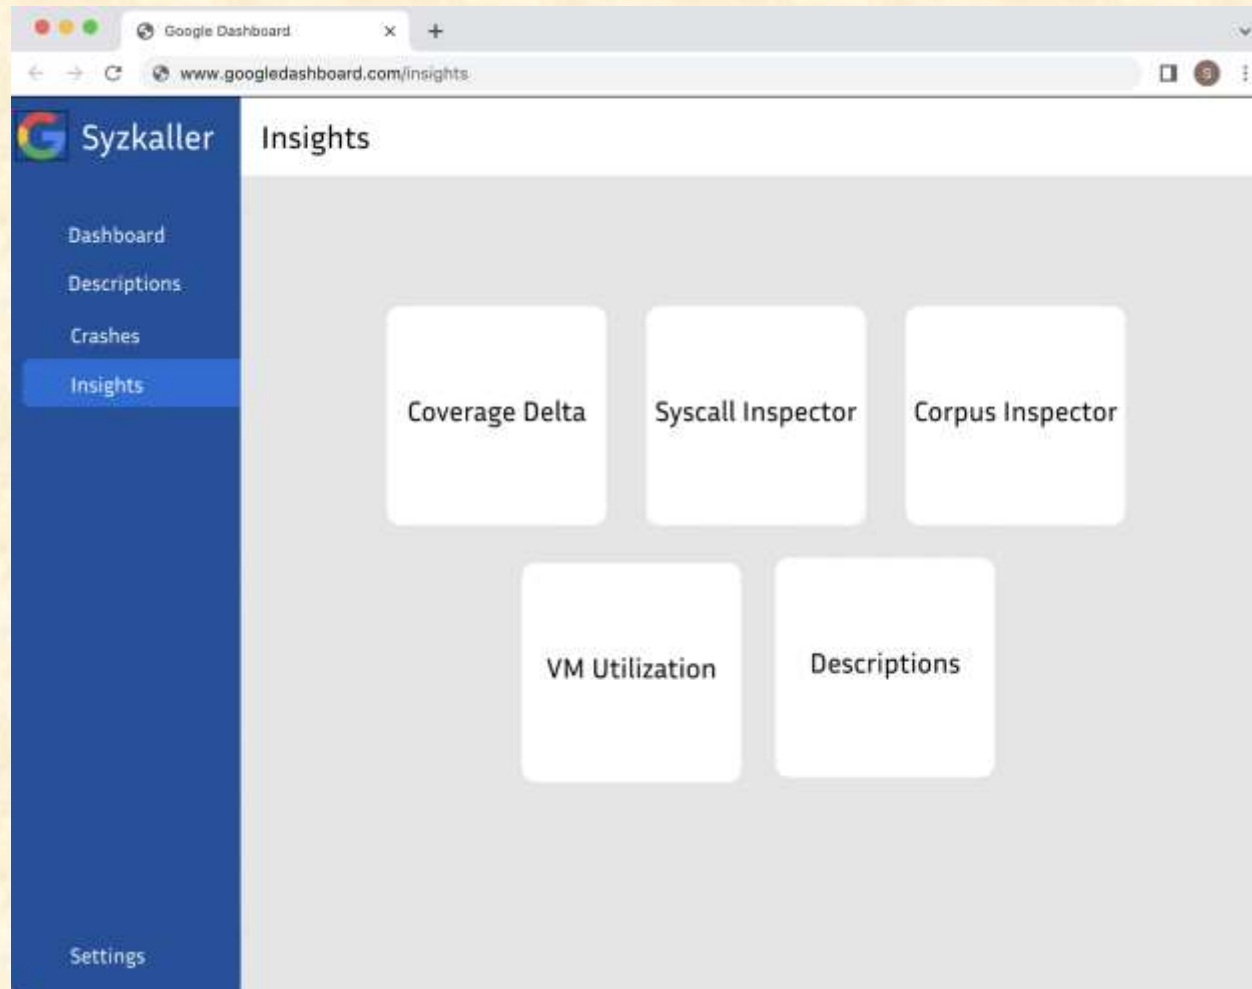 Google Dashboard
www.googledashboard.com/insights
S
Syzkaller
Insights
Dashboard
Descriptions
Crashes
Insights
Settings
Coverage Delta
Syscall Inspector
Corpus Inspector
VM Utilization
Descriptions